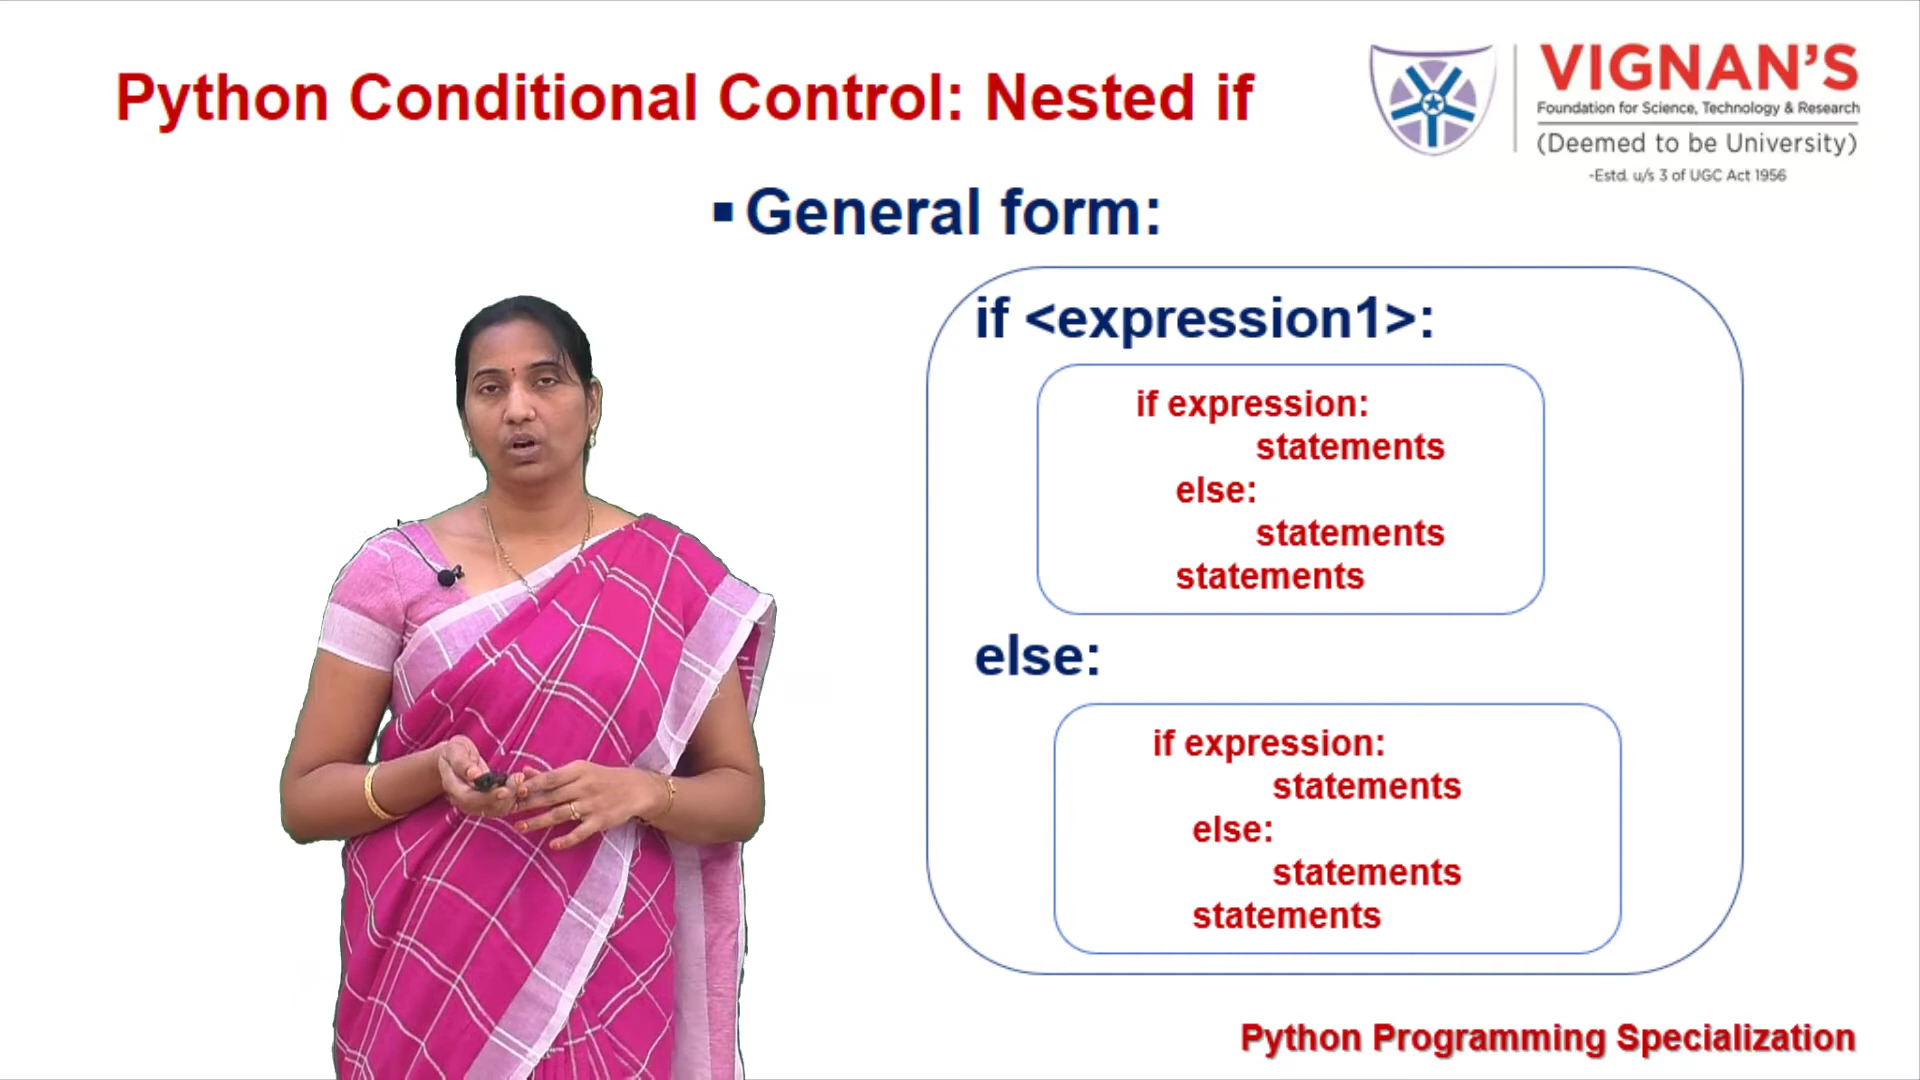 Python Conditional Control: Nested if
VIGNAN'S
Foundation for Science, Technology & Research
(Deemed to be University)
-Estd. u/s 3 of UGC Act 1956
▪General form:
if <expression1>:
if expression:
statements
else:
statements
statements
else:
if expression:
statements
else:
statements
statements
Python Programming Specialization